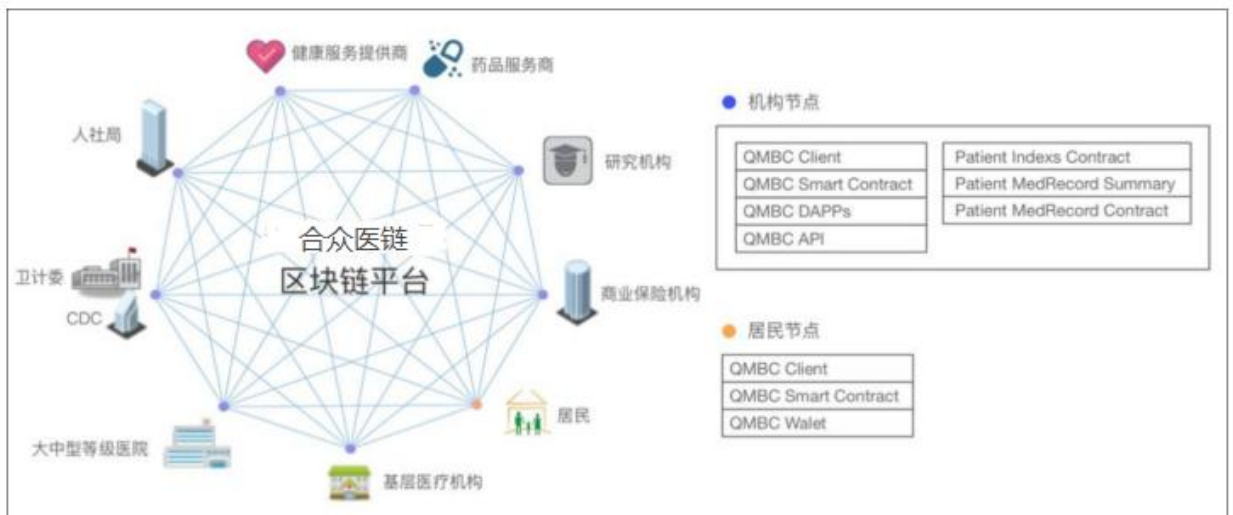 健康服务提供商
药品服务商
人社局
研究机构
合众医链
区块链平台
卫计委
CDC
商业保险机构
居民
大中型等级医院
基层医疗机构
机构节点
QMBC Client
QMBC Smart Contract
QMBC DAPPs
QMBC API
Patient Indexs Contract
Patient MedRecord Summary
Patient MedRecord Contract
居民节点
QMBC Client
QMBC Smart Contract
QMBC Walet